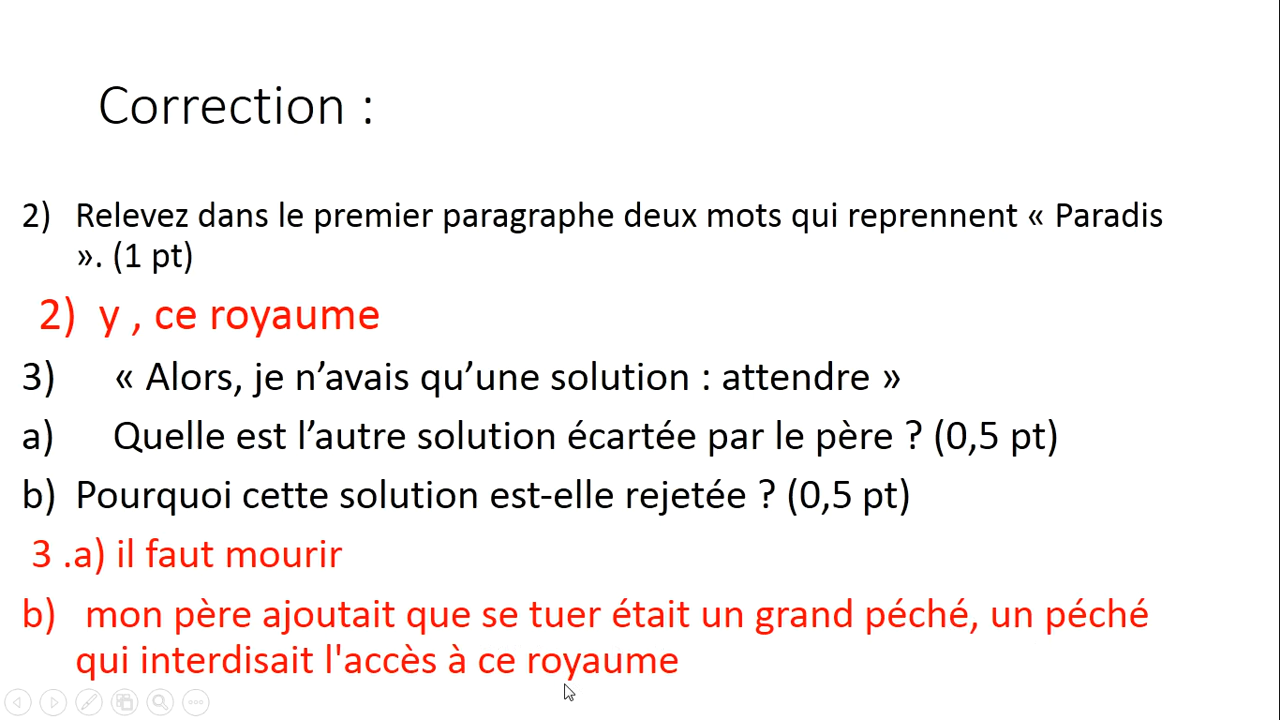 Correction :
2) Relevez dans le premier paragraphe deux mots qui reprennent « Paradis
». (1 pt)
2) y , ce royaume
3) « Alors, je n’avais qu’une solution : attendre »
a) Quelle est l’autre solution écartée par le père ? (0,5 pt)
b) Pourquoi cette solution est-elle rejetée ? (0,5 pt)
3 .a) il faut mourir
b) mon père ajoutait que se tuer était un grand péché, un péché
qui interdisait l'accès à ce royaume